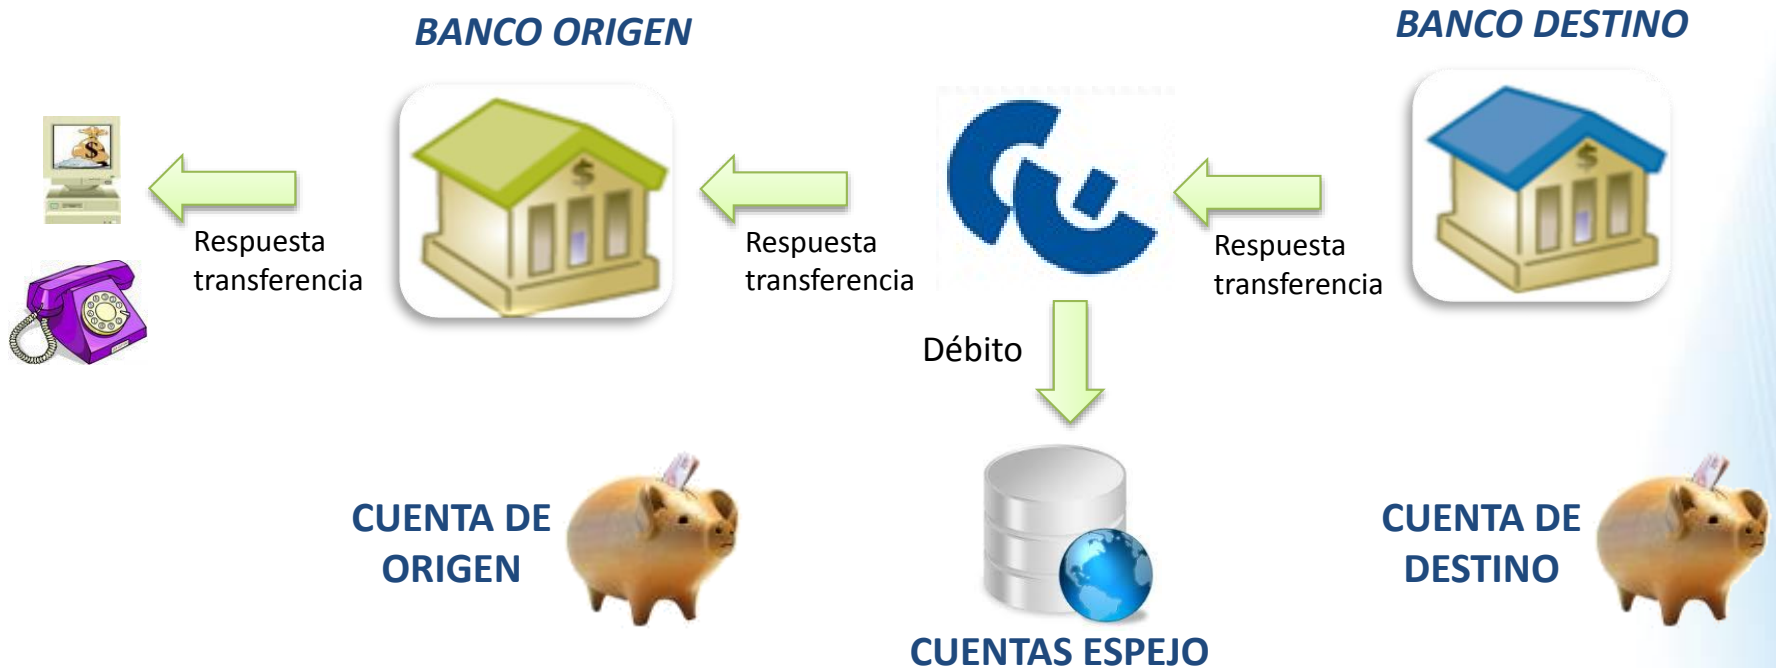 BANCO ORIGEN
BANCO DESTINO
Respuesta
transferencia
Respuesta
transferencia
Respuesta
transferencia
Débito
CUENTA DE
ORIGEN
CUENTAS ESPEJO
CUENTA DE
DESTINO